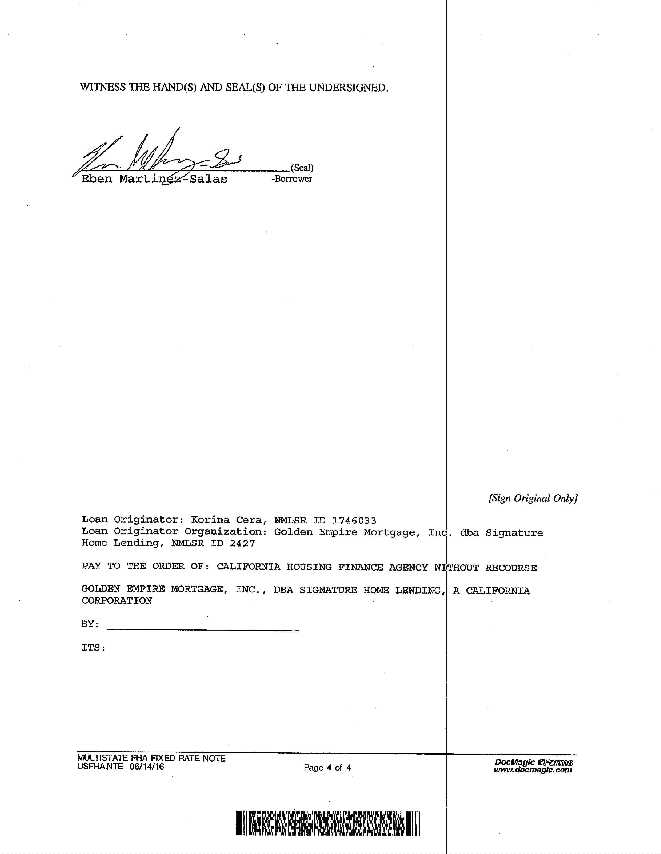 WITNESS THE HAND(S) AND SEAL(S) OF THE UNDERSIGNED.
(Seal)
Eben Martinez-Salas -Borrower
[Sign Original Only]
Loan Originator: Korina Cera, NMLSR ID 1746033
Loan Originator Organization: Golden Empire Mortgage, Inc. dba Signature
Home Lending, NMLSR ID 2427
PAY TO THE ORDER OF: CALIFORNIA HOUSING FINANCE AGENCY WITHOUT RECOURSE
GOLDEN EMPIRE MORTGAGE, INC., DBA SIGNATURE HOME LENDING, A CALIFORNIA
CORPORATION
BY:
ITS:
MULTISTATE FHA FIXED RATE NOTE
USFHA.NTE 06/14/16
Page 4 of 4
DocMagic
www.docmagic.com